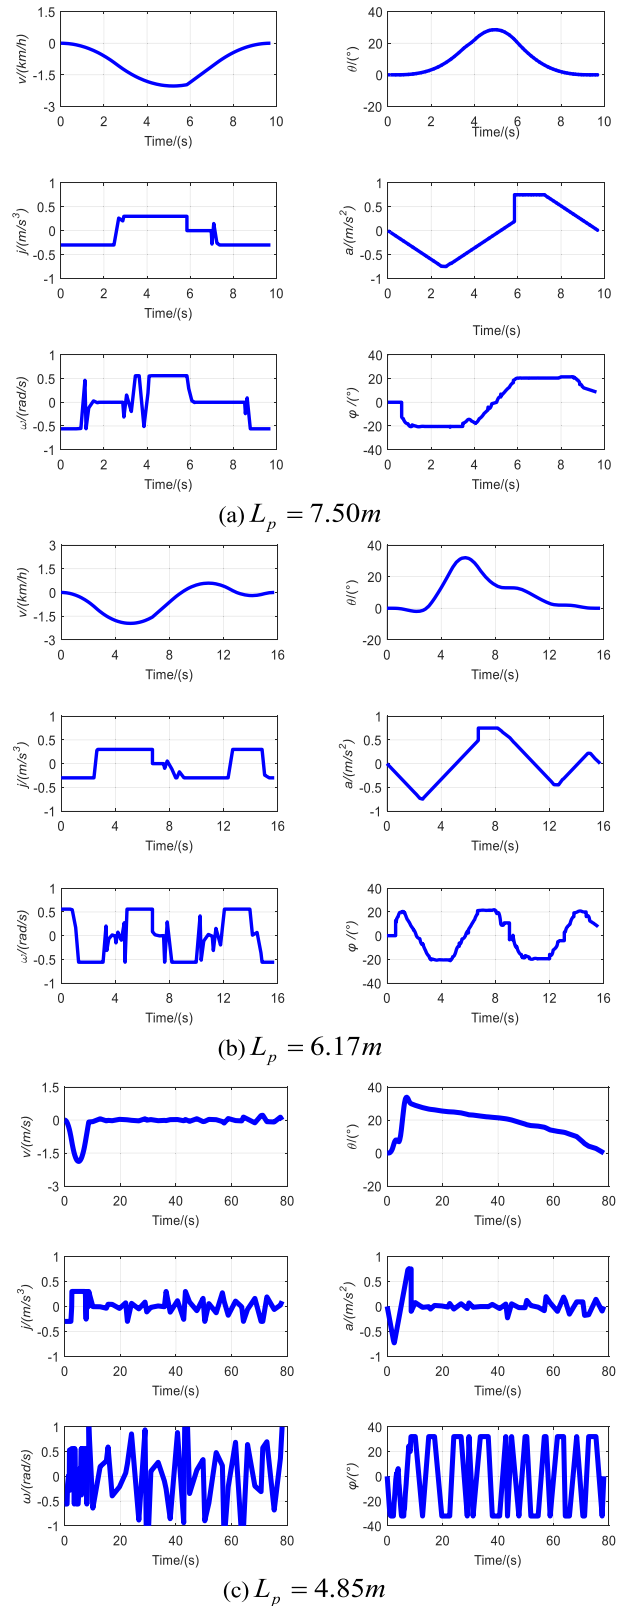 1.5
0
-1.5
-3
v/(km/h)
0 2 4 6 8 10
Time/(s)
40
20
0
-20
θ/(°)
0 2 4 6 8 10
Time/(s)
1
0.5
0
-0.5
-1
j/(m/s³)
0 2 4 6 8 10
Time/(s)
1
0.5
0
-0.5
-1
a/(m/s²)
0 2 4 6 8 10
Time/(s)
1
0.5
0
-0.5
-1
ω/(rad/s)
0 2 4 6 8 10
Time/(s)
40
20
0
-20
-40
φ /(°)
0 2 4 6 8 10
Time/(s)
(a) Lₚ = 7.50m
3
1.5
0
-1.5
-3
v/(km/h)
0 4 8 12 16
Time/(s)
40
20
0
-20
θ/(°)
0 4 8 12 16
Time/(s)
1
0.5
0
-0.5
-1
j/(m/s³)
0 4 8 12 16
Time/(s)
1
0.5
0
-0.5
-1
a/(m/s²)
0 4 8 12 16
Time/(s)
1
0.5
0
-0.5
-1
ω/(rad/s)
0 4 8 12 16
Time/(s)
40
20
0
-20
-40
φ /(°)
0 4 8 12 16
Time/(s)
(b) Lₚ = 6.17m
1.5
0
-1.5
-3
v/(m/s)
0 20 40 60 80
Time/(s)
40
20
0
-20
θ/(°)
0 20 40 60 80
Time/(s)
1
0.5
0
-0.5
-1
j/(m/s³)
0 20 40 60 80
Time/(s)
1
0.5
0
-0.5
-1
a/(m/s²)
0 20 40 60 80
Time/(s)
1
0.5
0
-0.5
-1
ω/(rad/s)
0 20 40 60 80
Time/(s)
40
20
0
-20
-40
φ/(°)
0 20 40 60 80
Time/(s)
(c) Lₚ = 4.85m